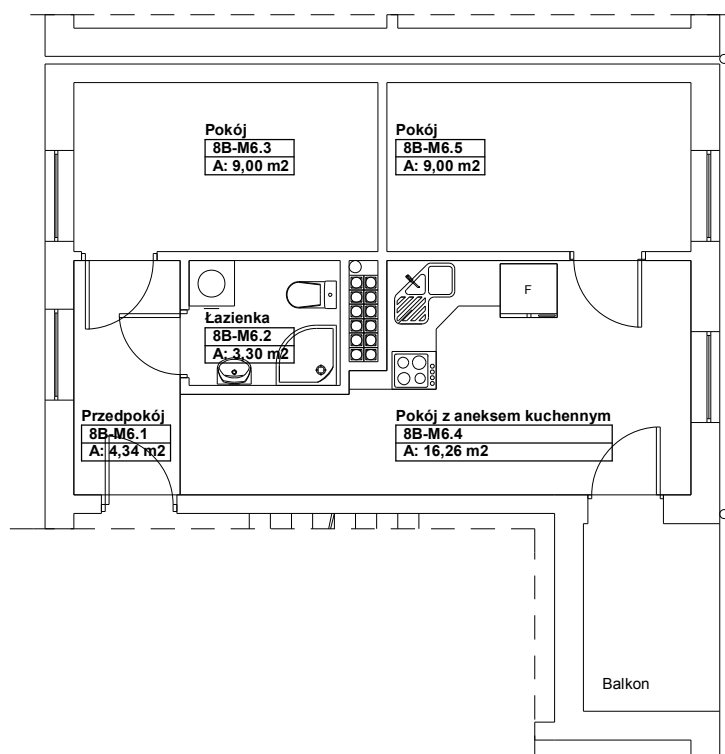 Pokój
8B-M6.3
A: 9,00 m2
Pokój
8B-M6.5
A: 9,00 m2
F
Łazienka
8B-M6.2
A: 3,30 m2
Przedpokój
8B-M6.1
A: 4,34 m2
Pokój z aneksem kuchennym
8B-M6.4
A: 16,26 m2
Balkon